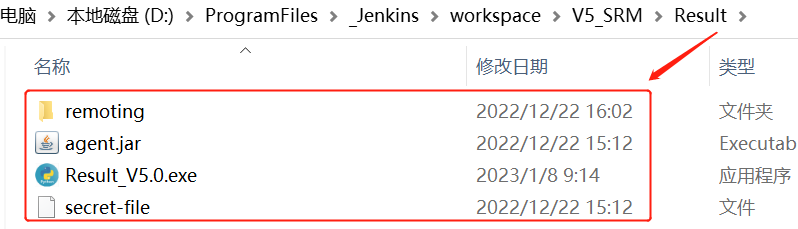 电脑 > 本地磁盘 (D:) > ProgramFiles > _Jenkins > workspace > V5_SRM > Result >
名称 修改日期 类型
remoting 2022/12/22 16:02 文件夹
agent.jar 2022/12/22 15:12 Executab
Result_V5.0.exe 2023/1/8 9:14 应用程序
secret-file 2022/12/22 15:12 文件